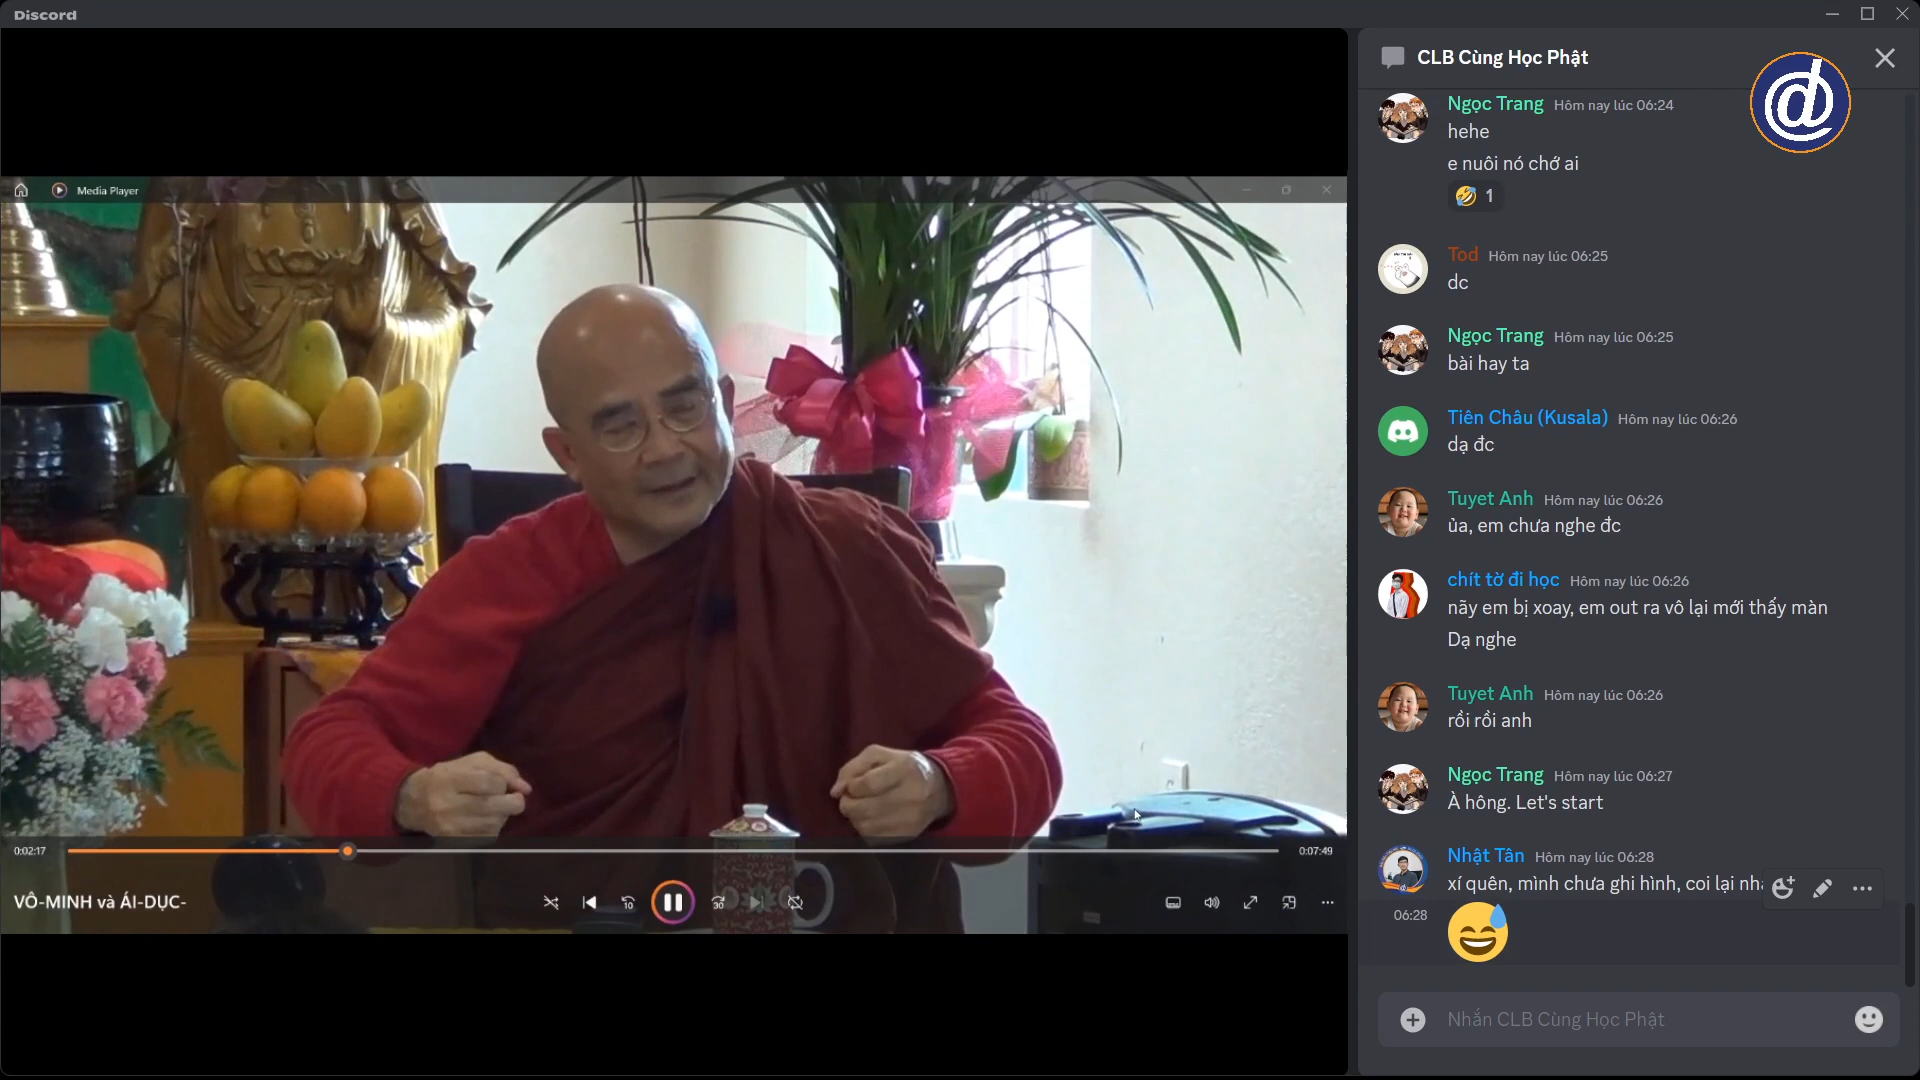 Discord
Media Player
0:02:17
0:07:49
VÔ-MINH và ÁI-DỤC-
10
30
CLB Cùng Học Phật
Ngọc Trang Hôm nay lúc 06:24
hehe
e nuôi nó chớ ai
🤣 1
Tod Hôm nay lúc 06:25
dc
Ngọc Trang Hôm nay lúc 06:25
bài hay ta
Tiên Châu (Kusala) Hôm nay lúc 06:26
dạ đc
Tuyet Anh Hôm nay lúc 06:26
ủa, em chưa nghe đc
chít tờ đi học Hôm nay lúc 06:26
nãy em bị xoay, em out ra vô lại mới thấy màn
Dạ nghe
Tuyet Anh Hôm nay lúc 06:26
rồi rồi anh
Ngọc Trang Hôm nay lúc 06:27
À hông. Let's start
Nhật Tân Hôm nay lúc 06:28
xí quên, mình chưa ghi hình, coi lại
06:28
😅
Nhắn CLB Cùng Học Phật